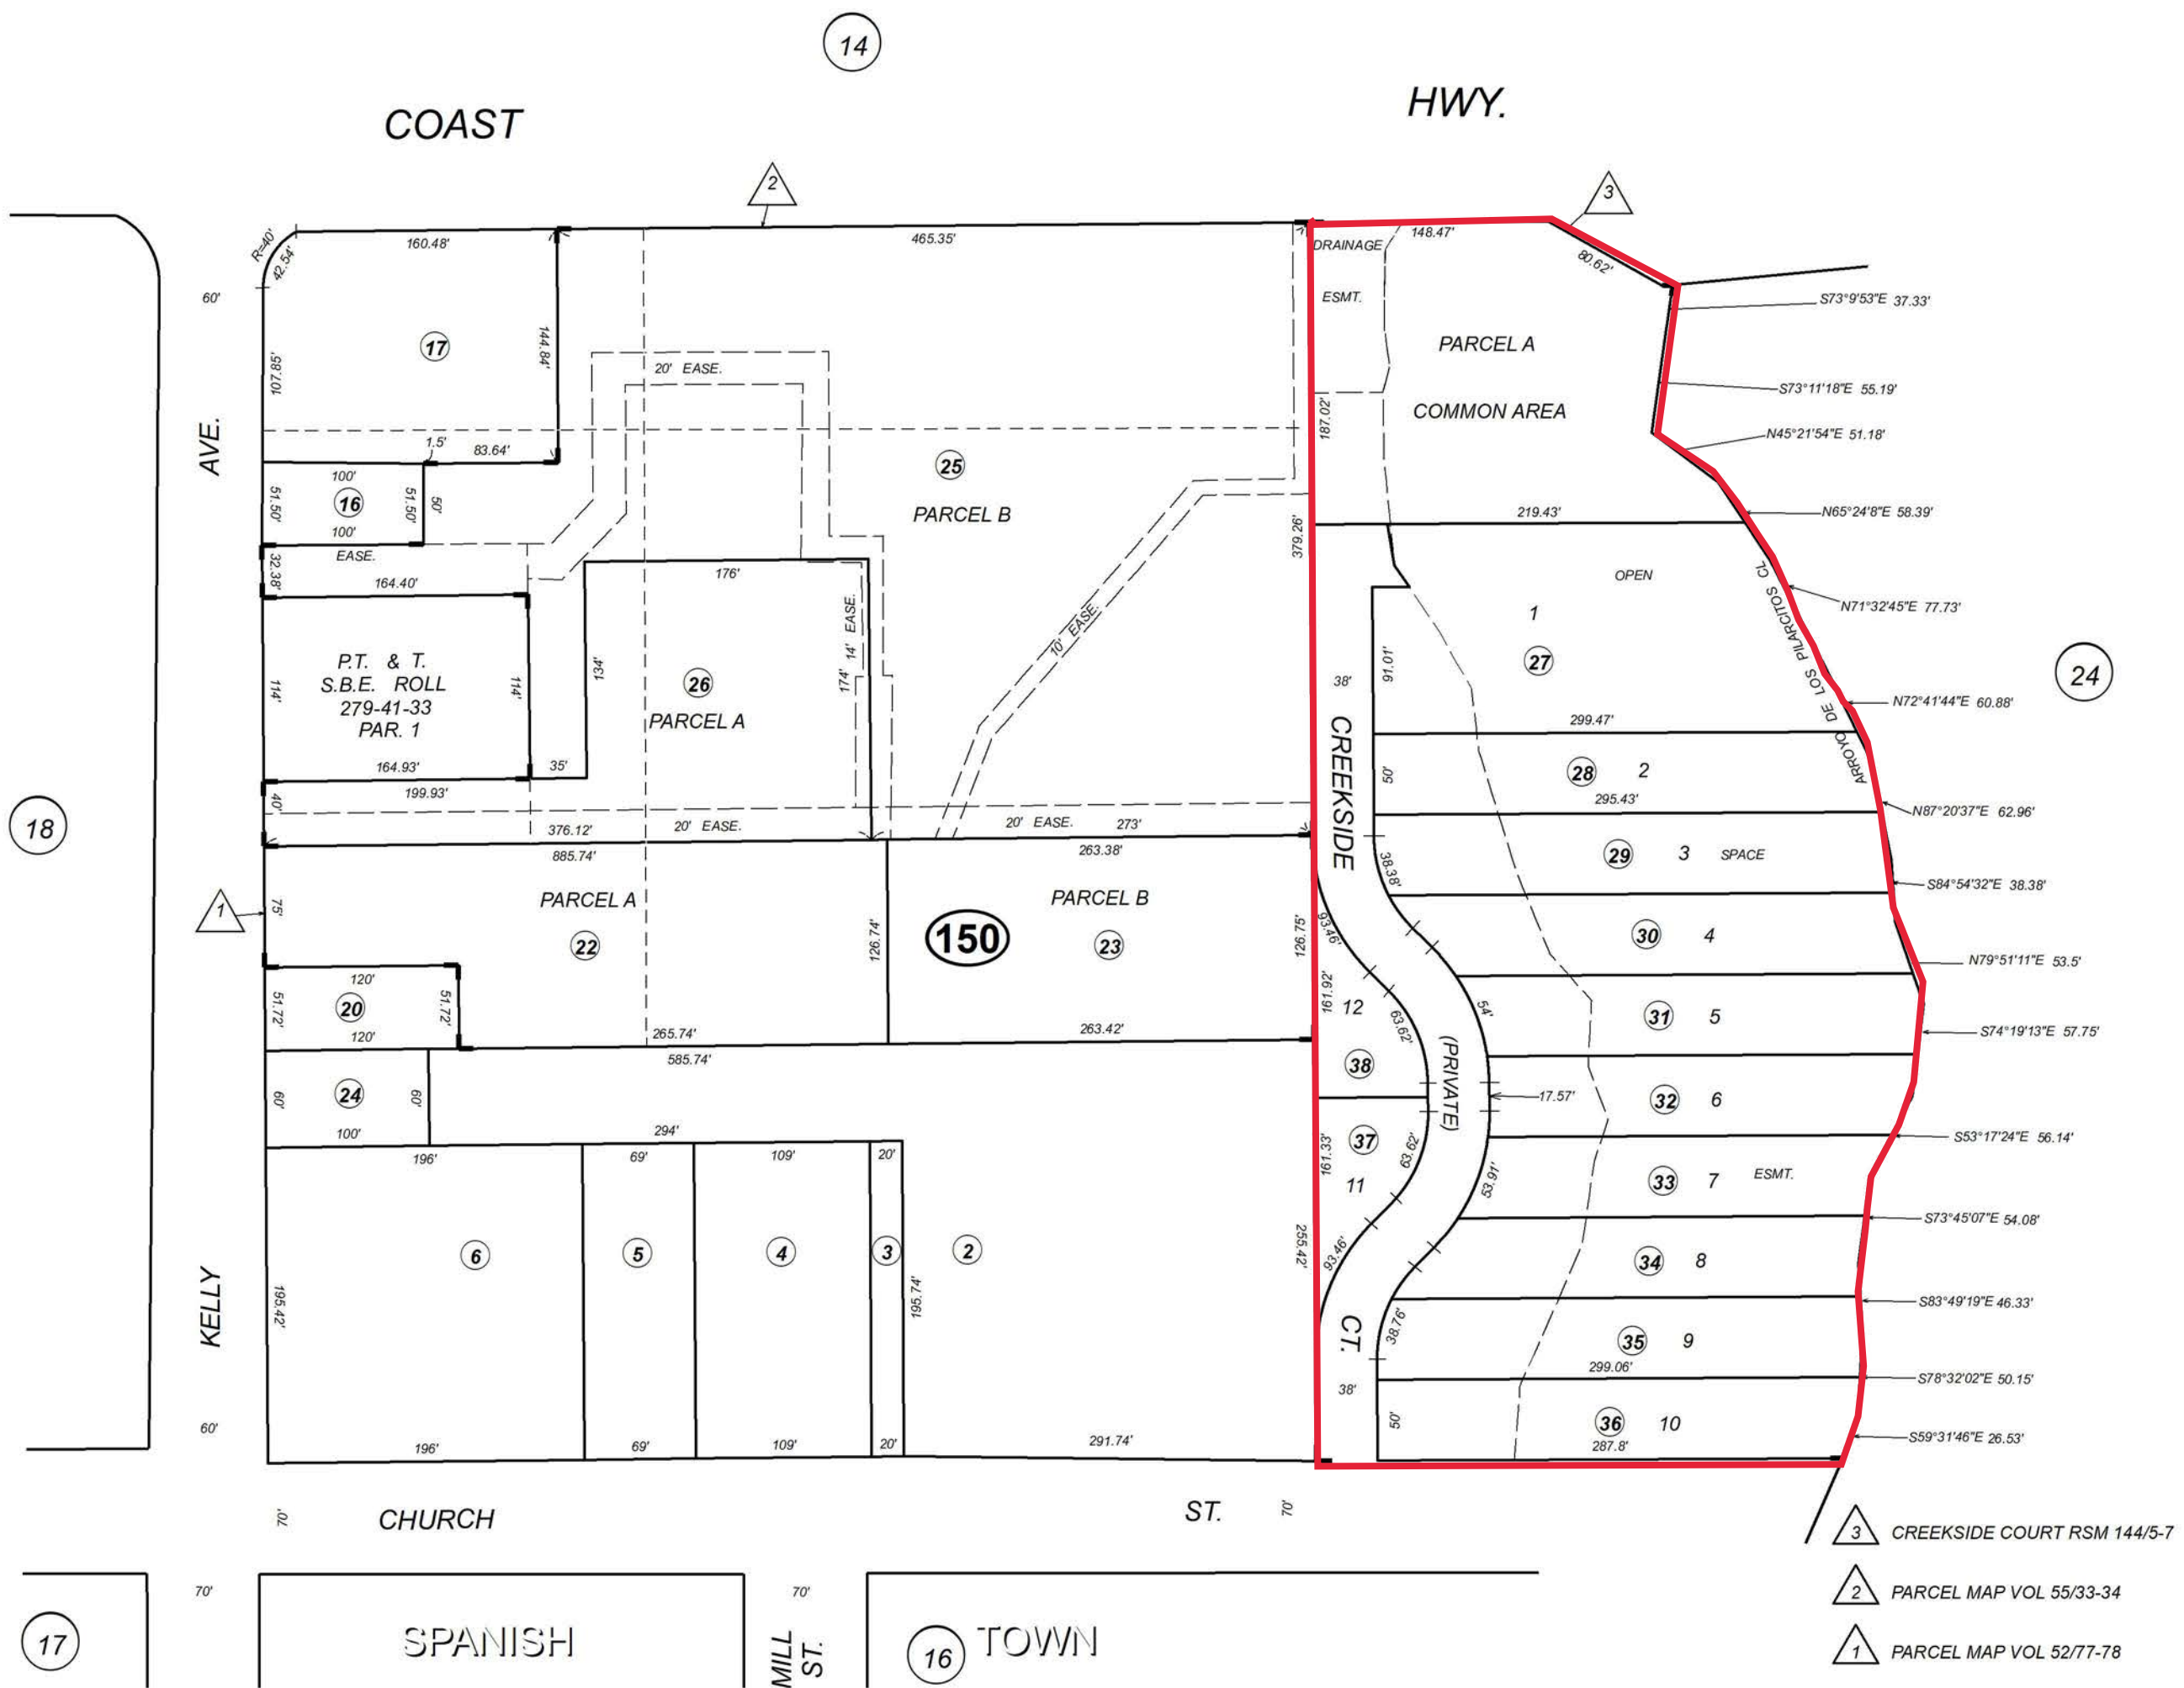 14
COAST
HWY.
2
3
R=40'
42.54'
160.48'
465.35'
148.47'
80.62'
DRAINAGE
ESMT.
60'
S73°9'53"E 37.33'
17
144.84'
107.85'
20' EASE.
PARCEL A
COMMON AREA
S73°11'18"E 55.19'
N45°21'54"E 51.18'
187.02'
AVE.
1.5'
83.64'
25
PARCEL B
100'
16
51.50'
51.50'
50'
100'
EASE.
32.38'
164.40'
219.43'
N65°24'8"E 58.39'
379.26'
176'
OPEN
1
27
N71°32'45"E 77.73'
ARROYO DE LOS PILARCITOS CL
10' EASE.
14' EASE.
174'
134'
P.T. & T.
S.B.E. ROLL
279-41-33
PAR. 1
114'
114'
26
PARCEL A
91.01'
38'
24
N72°41'44"E 60.88'
299.47'
164.93'
35'
199.93'
40'
CREEKSIDE
50'
28 2
295.43'
N87°20'37"E 62.96'
18
376.12'
20' EASE.
20' EASE.
273'
885.74'
263.38'
38.38'
29 3 SPACE
S84°54'32"E 38.38'
1
75'
PARCEL A
22
126.74'
150
PARCEL B
23
126.75'
93.46'
30 4
N79°51'11"E 53.5'
120'
20
51.72'
51.72'
120'
265.74'
263.42'
585.74'
161.92'
12
63.62'
54'
31 5
S74°19'13"E 57.75'
(PRIVATE)
38
24
60'
60'
100'
294'
17.57'
32 6
S53°17'24"E 56.14'
196'
69'
109'
20'
161.33'
37
11
63.62'
53.91'
33 7 ESMT.
S73°45'07"E 54.08'
6
5
4
3
2
195.42'
195.74'
255.42'
93.46'
34 8
S83°49'19"E 46.33'
KELLY
CT.
38.76'
35 9
299.06'
S78°32'02"E 50.15'
38'
50'
36 10
287.8'
S59°31'46"E 26.53'
60'
196'
69'
109'
20'
291.74'
70'
CHURCH
ST.
70'
3 CREEKSIDE COURT RSM 144/5-7
2 PARCEL MAP VOL 55/33-34
1 PARCEL MAP VOL 52/77-78
70'
70'
17
SPANISH
MILL
ST.
16
TOWN